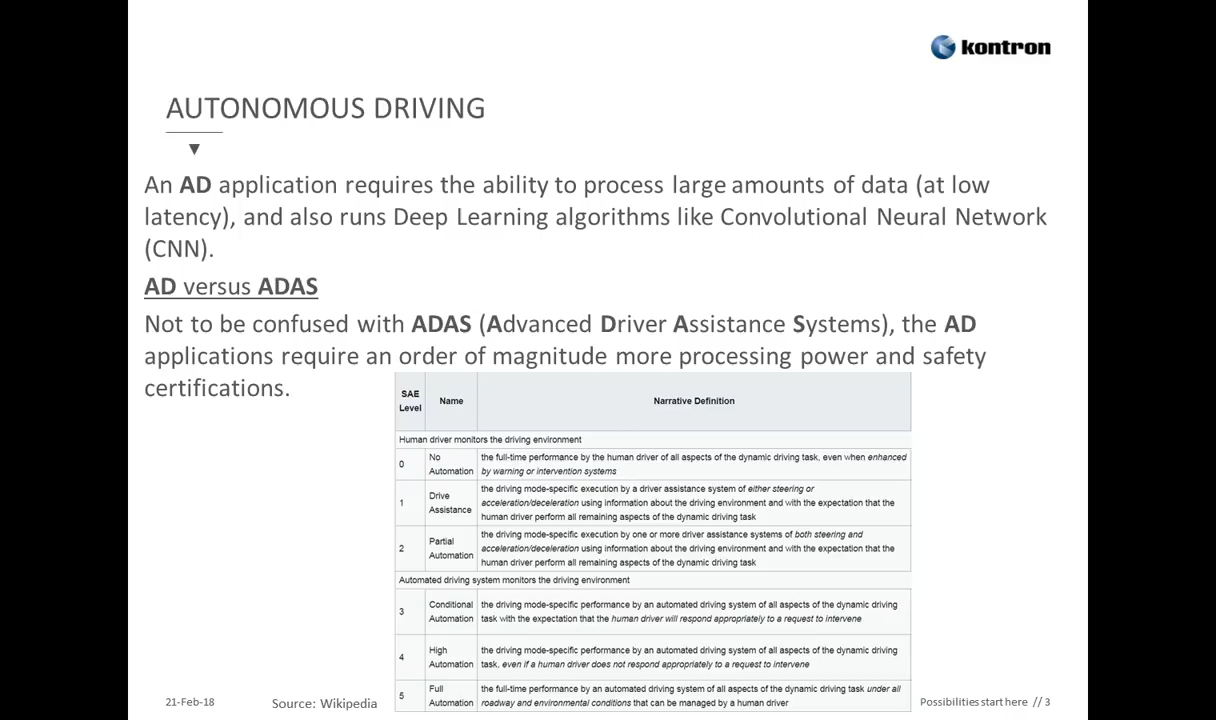 kontron
AUTONOMOUS DRIVING
An AD application requires the ability to process large amounts of data (at low
latency), and also runs Deep Learning algorithms like Convolutional Neural Network
(CNN).
AD versus ADAS
Not to be confused with ADAS (Advanced Driver Assistance Systems), the AD
applications require an order of magnitude more processing power and safety
certifications.
SAE
Level
Name
Narrative Definition
Human driver monitors the driving environment
0
No
Automation
the full-time performance by the human driver of all aspects of the dynamic driving task, even when enhanced
by warning or intervention systems
1
Drive
Assistance
the driving mode-specific execution by a driver assistance system of either steering or
acceleration/deceleration using information about the driving environment and with the expectation that the
human driver perform all remaining aspects of the dynamic driving task
2
Partial
Automation
the driving mode-specific execution by one or more driver assistance systems of both steering and
acceleration/deceleration using information about the driving environment and with the expectation that the
human driver perform all remaining aspects of the dynamic driving task
Automated driving system monitors the driving environment
3
Conditional
Automation
the driving mode-specific performance by an automated driving system of all aspects of the dynamic driving
task with the expectation that the human driver will respond appropriately to a request to intervene
4
High
Automation
the driving mode-specific performance by an automated driving system of all aspects of the dynamic driving
task, even if a human driver does not respond appropriately to a request to intervene
5
Full
Automation
the full-time performance by an automated driving system of all aspects of the dynamic driving task under all
roadway and environmental conditions that can be managed by a human driver
21-Feb-18
Source: Wikipedia
Possibilities start here // 3